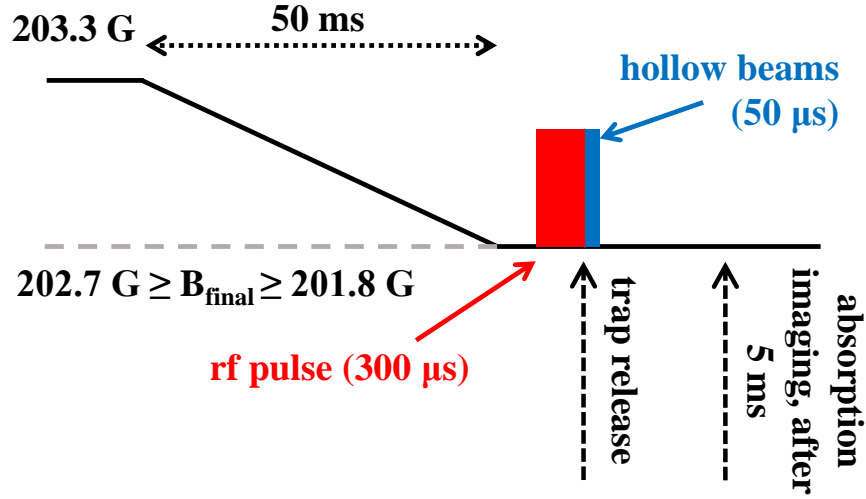 203.3 G
50 ms
hollow beams
(50 μs)
202.7 G ≥ B_final ≥ 201.8 G
rf pulse (300 μs)
trap release
absorption
imaging, after
5 ms